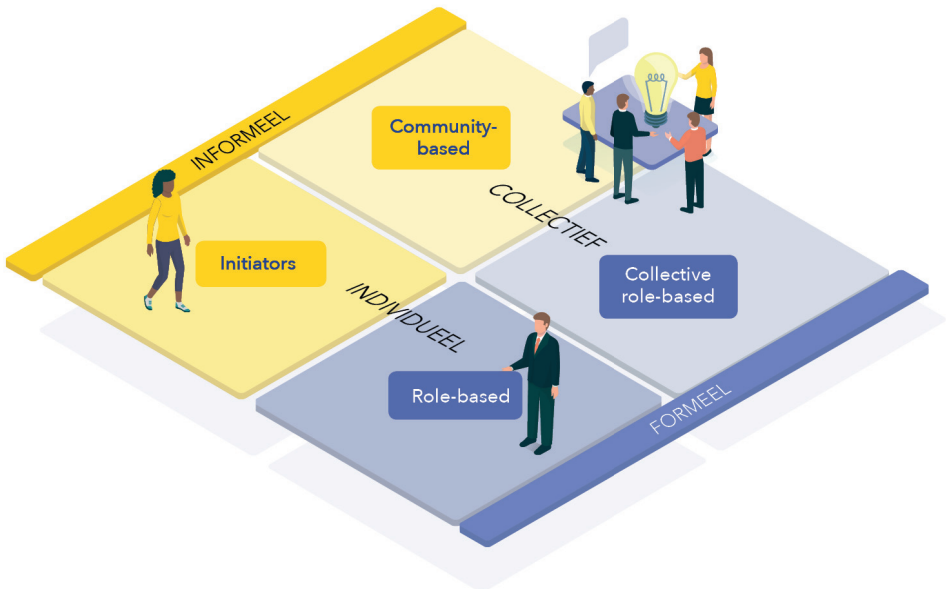 INFORMEEL
Community-
based
COLLECTIEF
Initiators
Collective
role-based
INDIVIDUEEL
Role-based
FORMEEL